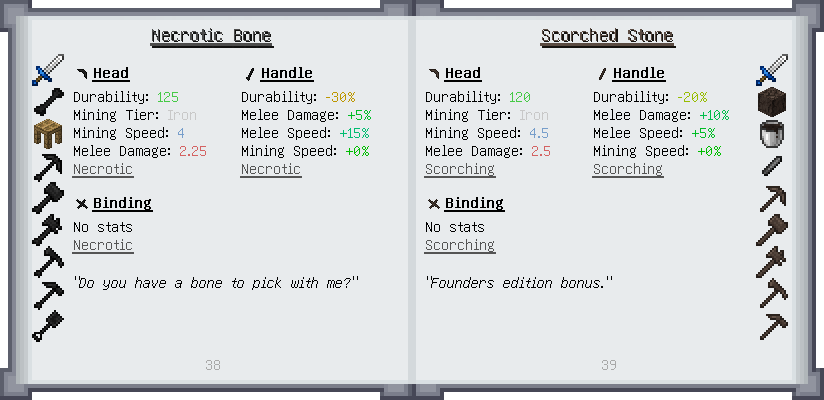 Necrotic Bone
Head
Durability: 125
Mining Tier: Iron
Mining Speed: 4
Melee Damage: 2.25
Necrotic
Handle
Durability: -30%
Melee Damage: +5%
Melee Speed: +15%
Mining Speed: +0%
Necrotic
Binding
No stats
Necrotic
"Do you have a bone to pick with me?"
38
Scorched Stone
Head
Durability: 120
Mining Tier: Iron
Mining Speed: 4.5
Melee Damage: 2.5
Scorching
Handle
Durability: -20%
Melee Damage: +10%
Melee Speed: +5%
Mining Speed: +0%
Scorching
Binding
No stats
Scorching
"Founders edition bonus."
39